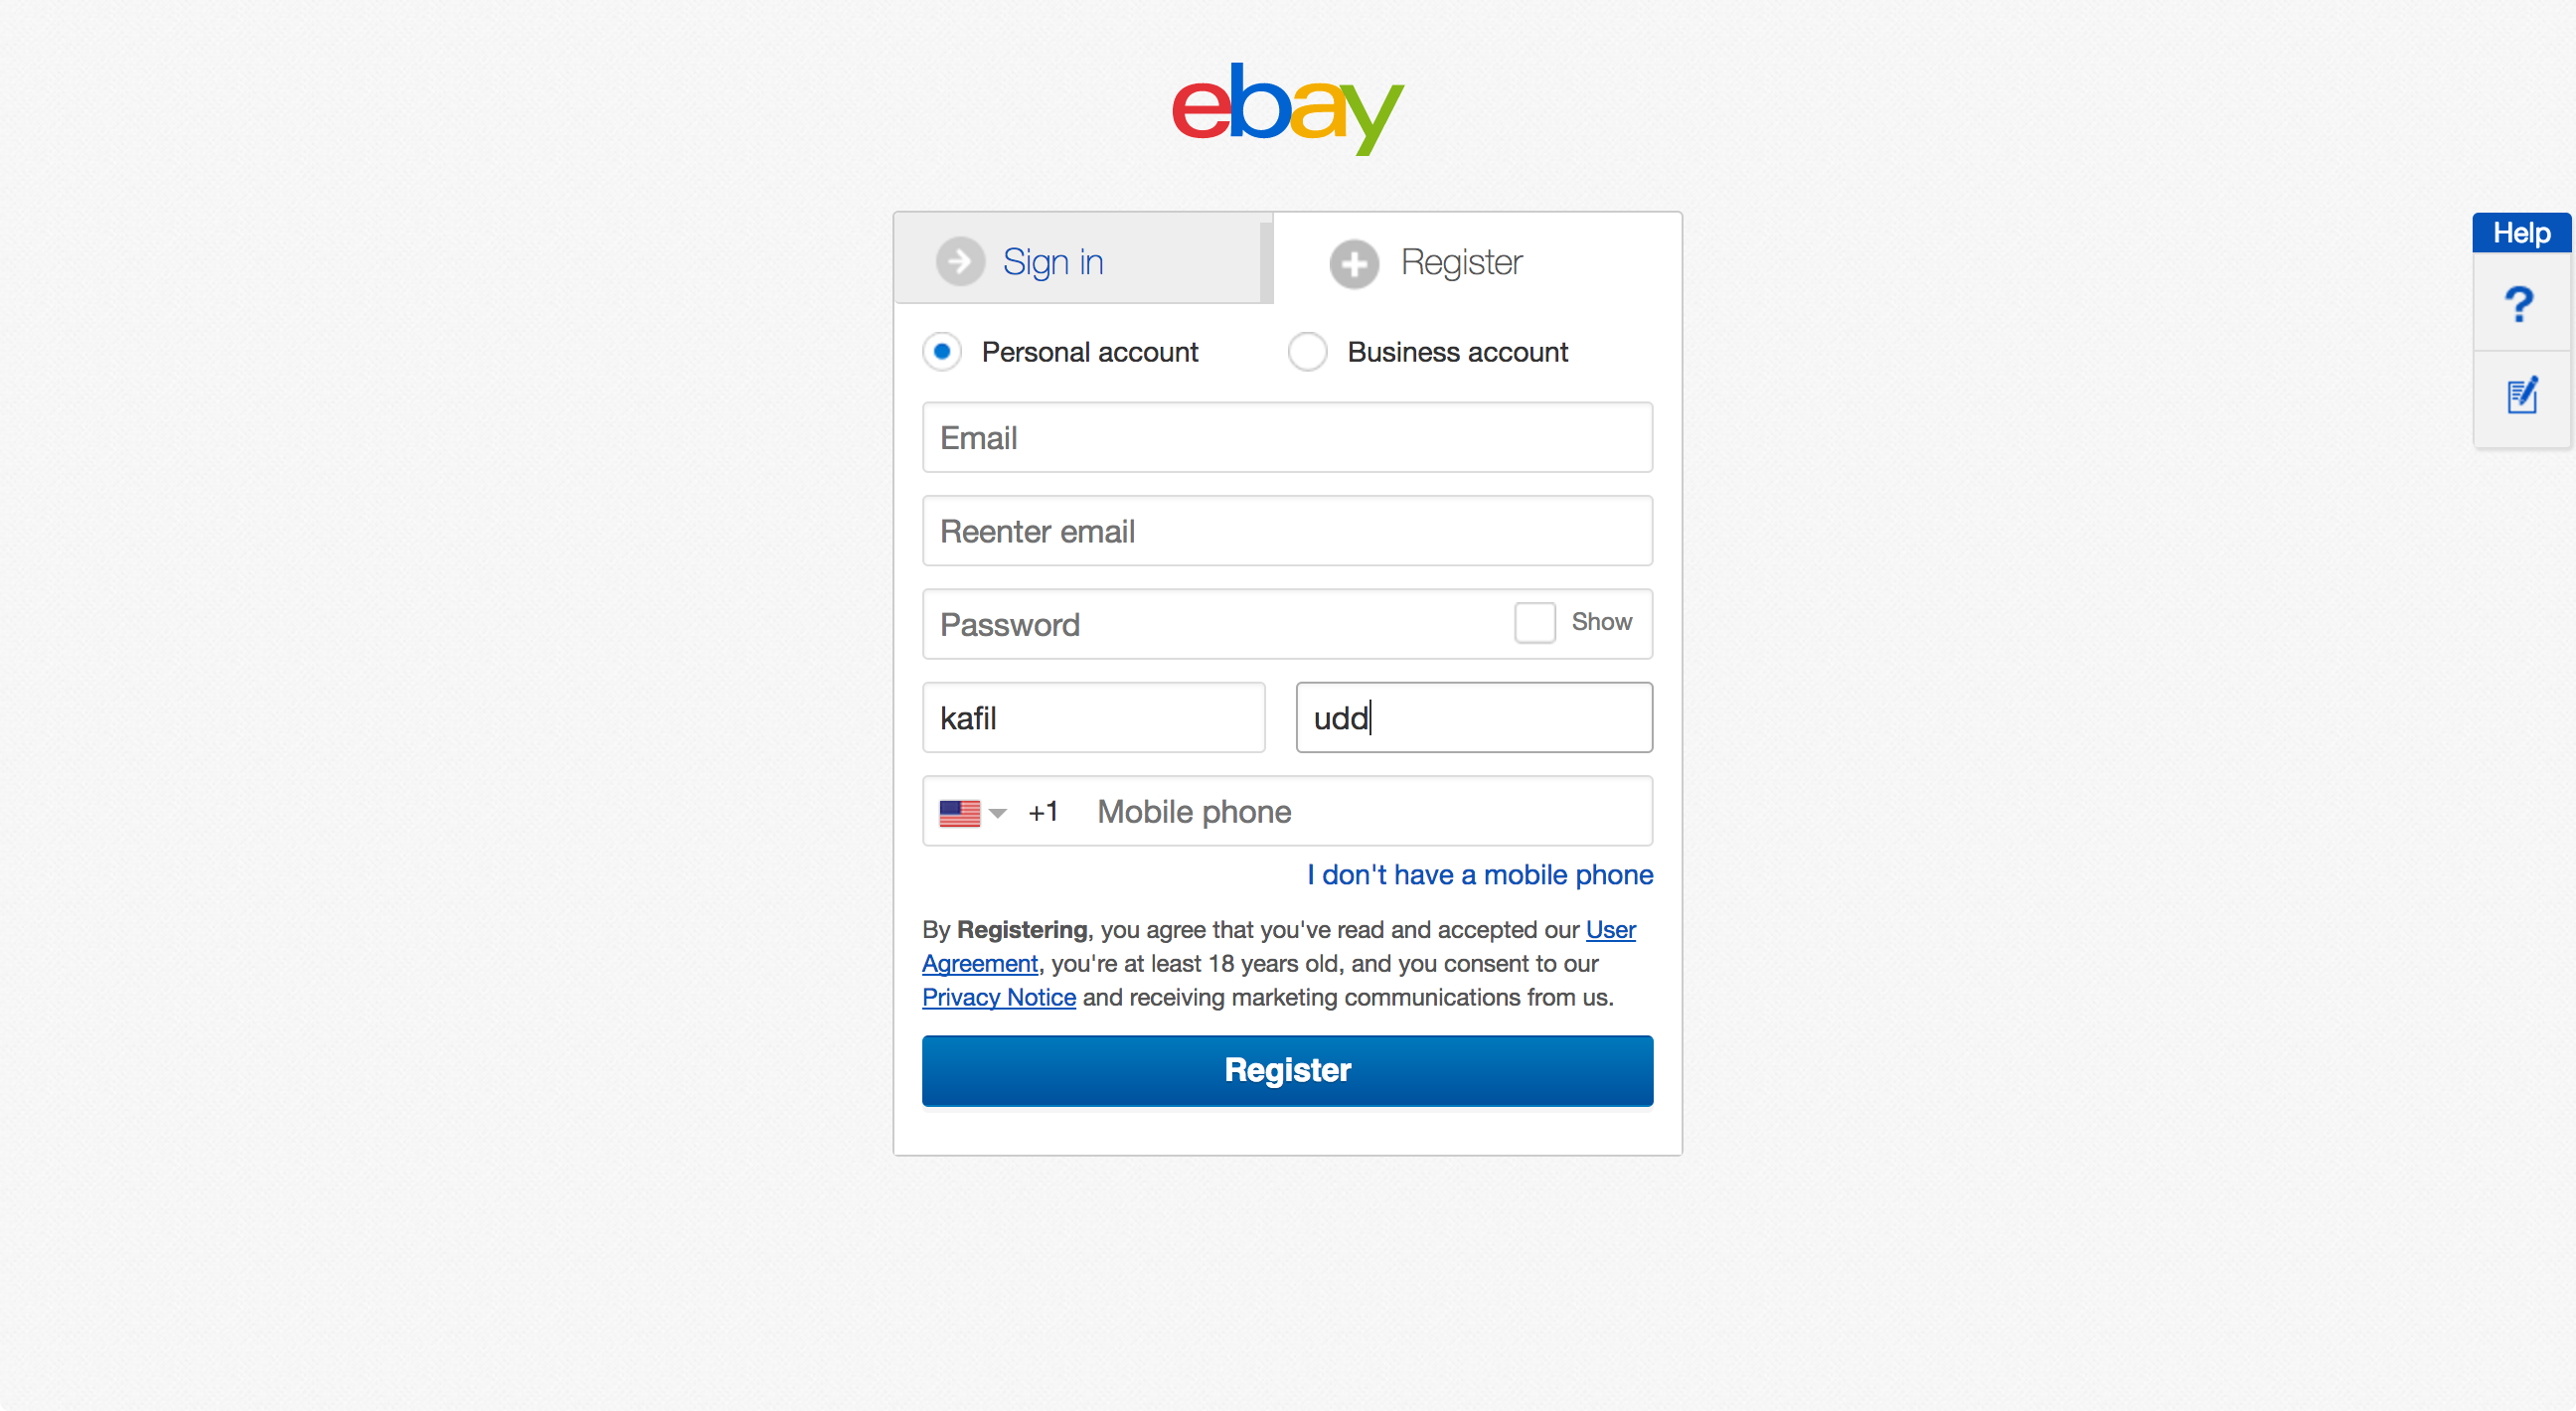 ebay
Sign in
Register
Help
?
Personal account
Business account
Email
Reenter email
Password
Show
kafil
udd
+1 Mobile phone
I don't have a mobile phone
By Registering, you agree that you've read and accepted our User
Agreement, you're at least 18 years old, and you consent to our
Privacy Notice and receiving marketing communications from us.
Register